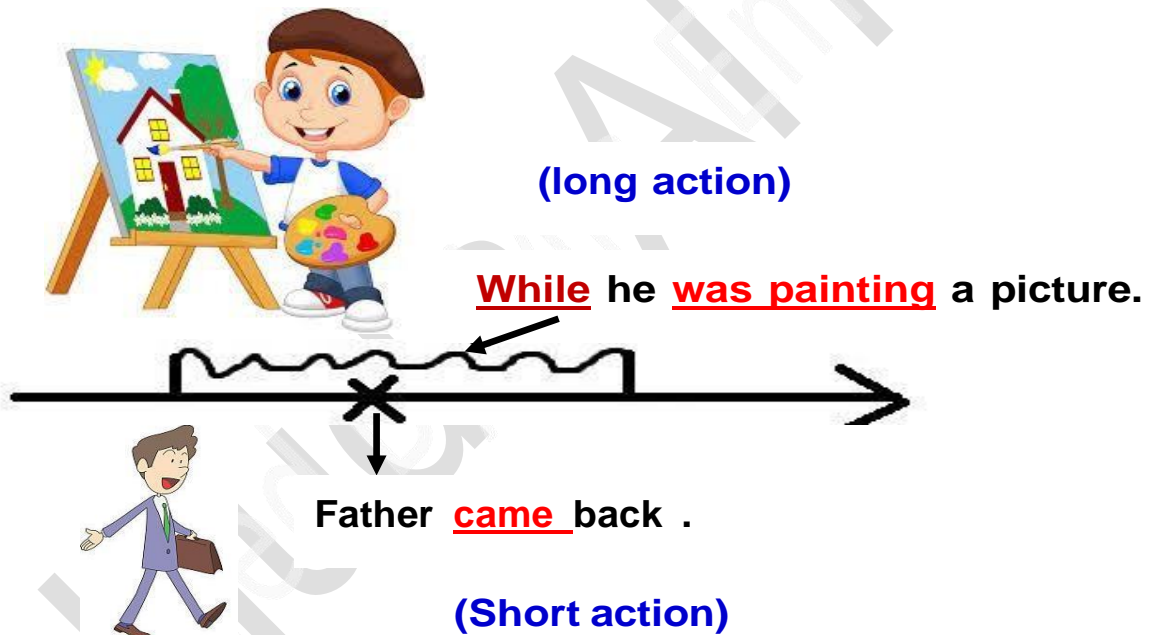 (long action)
While he was painting a picture.
Father came back .
(Short action)